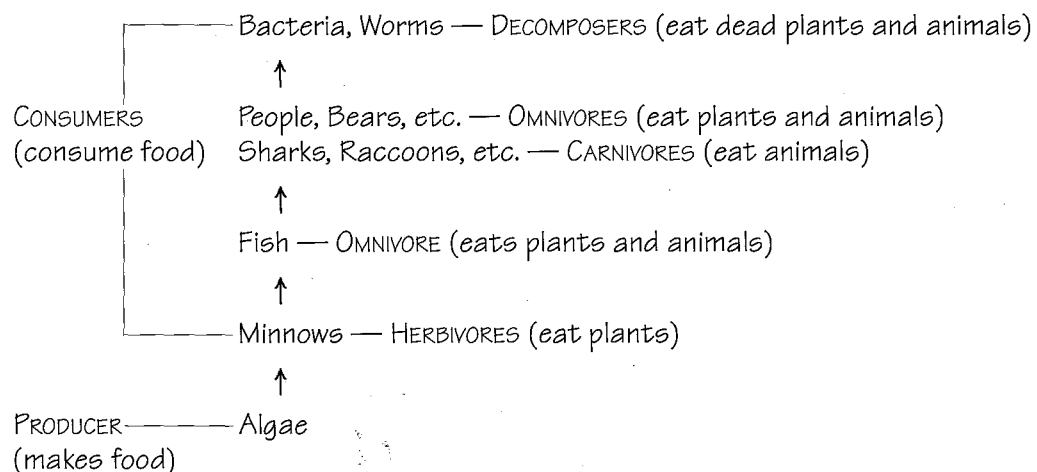 Bacteria, Worms — DECOMPOSERS (eat dead plants and animals)
↑
CONSUMERS People, Bears, etc. — OMNIVORES (eat plants and animals)
(consume food) Sharks, Raccoons, etc. — CARNIVORES (eat animals)
↑
Fish — OMNIVORE (eats plants and animals)
↑
Minnows — HERBIVORES (eat plants)
↑
PRODUCER Algae
(makes food)